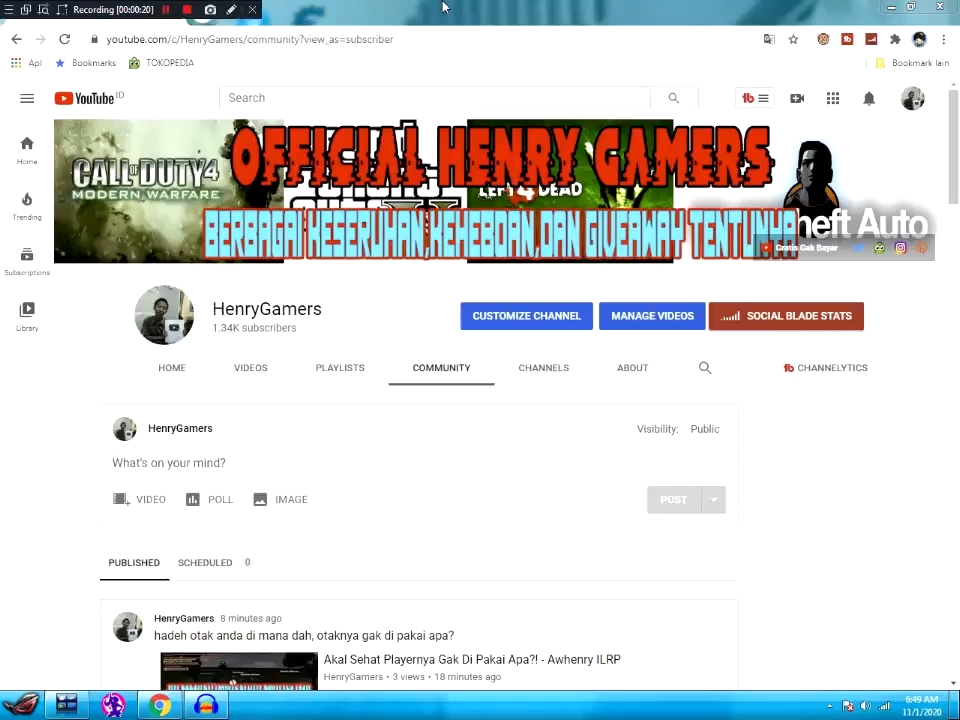 Recording [00:00:20]
youtube.com/c/HenryGamers/community?view_as=subscriber
Apl Bookmarks TOKOPEDIA Bookmark lain
YouTube ID Search
CALL OF DUTY 4
MODERN WARFARE
OFFICIAL HENRY GAMERS
BERBAGAI KESERUHAN,KEHEBOAN,DAN GIVEAWAY TENTUNYA
heft Auto
Gratis Gak Bayar
Home
Trending
Subscriptions
Library
HenryGamers
1.34K subscribers
CUSTOMIZE CHANNEL MANAGE VIDEOS SOCIAL BLADE STATS
HOME VIDEOS PLAYLISTS COMMUNITY CHANNELS ABOUT CHANNELYTICS
HenryGamers Visibility: Public
What's on your mind?
VIDEO POLL IMAGE POST
PUBLISHED SCHEDULED 0
HenryGamers 8 minutes ago
hadeh otak anda di mana dah, otaknya gak di pakai apa?
Akal Sehat Playernya Gak Di Pakai Apa?! - Awhenry ILRP
HenryGamers • 3 views • 18 minutes ago
6:49 AM
11/1/2020